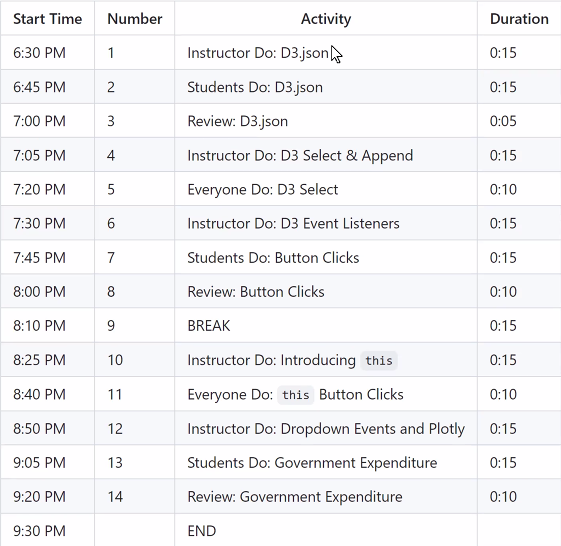 Start Time Number Activity Duration
6:30 PM 1 Instructor Do: D3.json 0:15
6:45 PM 2 Students Do: D3.json 0:15
7:00 PM 3 Review: D3.json 0:05
7:05 PM 4 Instructor Do: D3 Select & Append 0:15
7:20 PM 5 Everyone Do: D3 Select 0:10
7:30 PM 6 Instructor Do: D3 Event Listeners 0:15
7:45 PM 7 Students Do: Button Clicks 0:15
8:00 PM 8 Review: Button Clicks 0:10
8:10 PM 9 BREAK 0:15
8:25 PM 10 Instructor Do: Introducing this 0:15
8:40 PM 11 Everyone Do: this Button Clicks 0:10
8:50 PM 12 Instructor Do: Dropdown Events and Plotly 0:15
9:05 PM 13 Students Do: Government Expenditure 0:15
9:20 PM 14 Review: Government Expenditure 0:10
9:30 PM END